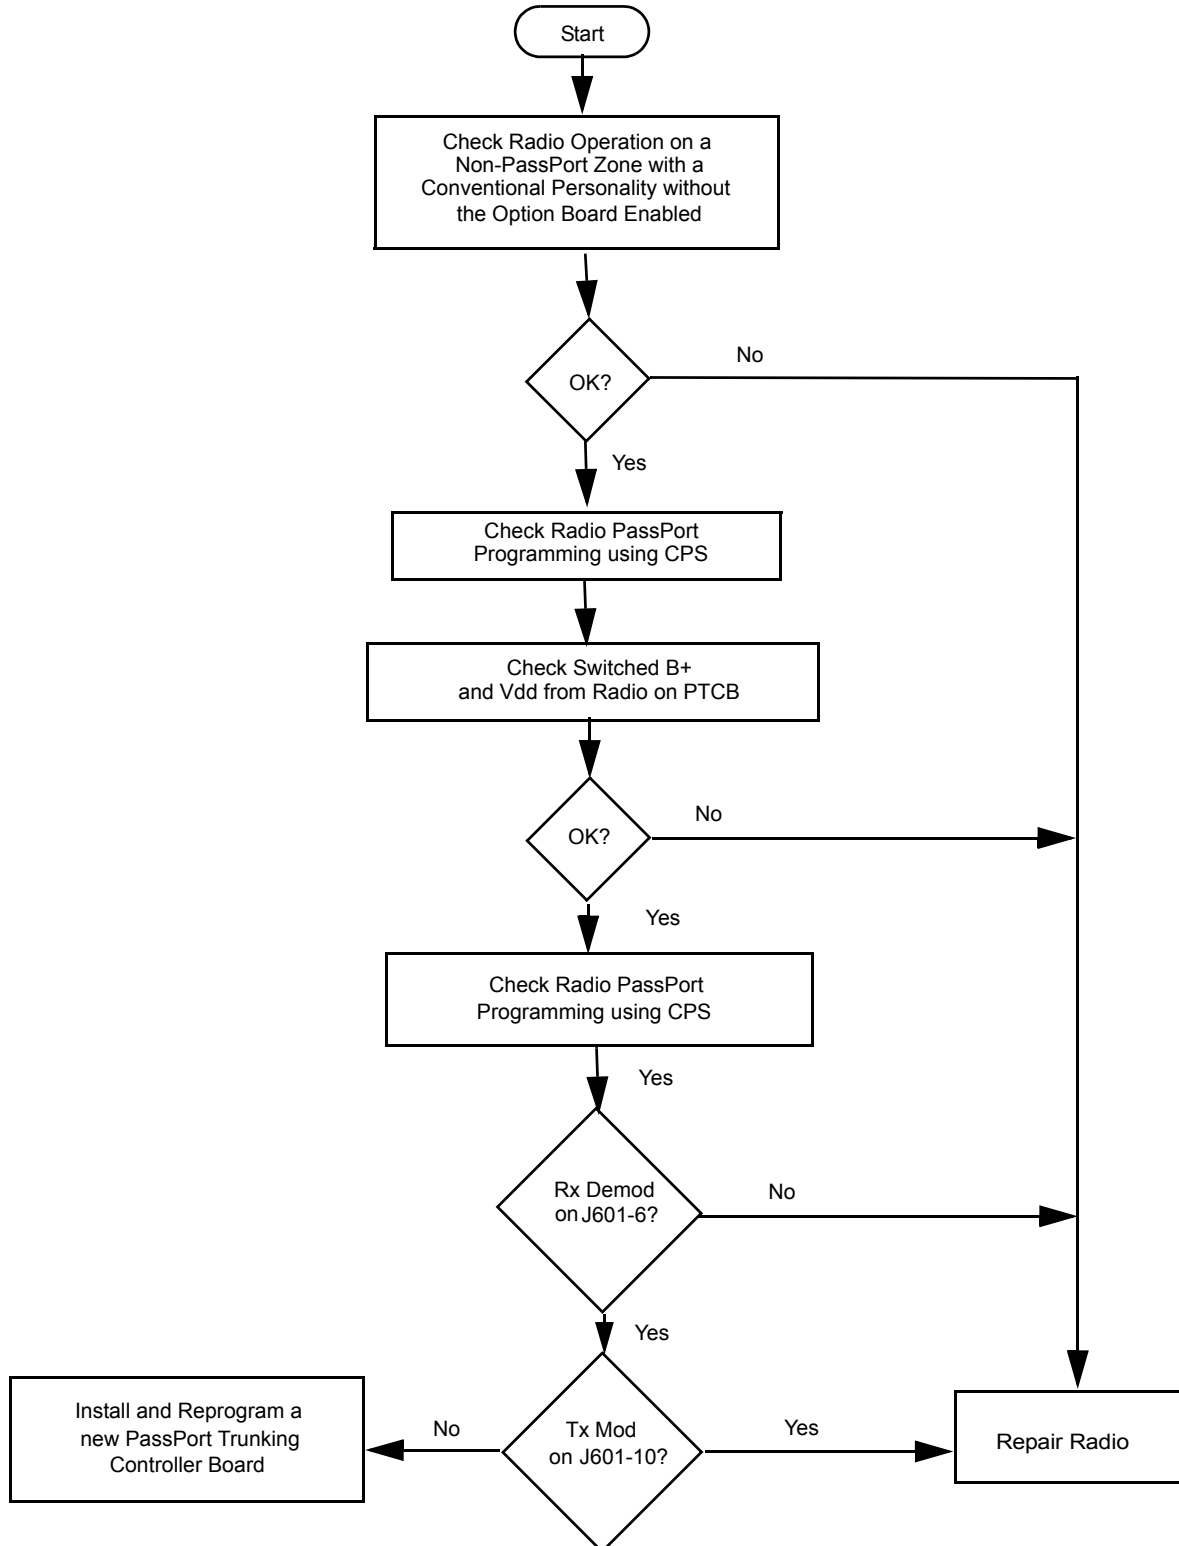 Start
Check Radio Operation on a
Non-PassPort Zone with a
Conventional Personality without
the Option Board Enabled
OK?
No
Yes
Check Radio PassPort
Programming using CPS
Check Switched B+
and Vdd from Radio on PTCB
OK?
No
Yes
Check Radio PassPort
Programming using CPS
Yes
Rx Demod
on J601-6?
No
Yes
Install and Reprogram a
new PassPort Trunking
Controller Board
No
Tx Mod
on J601-10?
Yes
Repair Radio